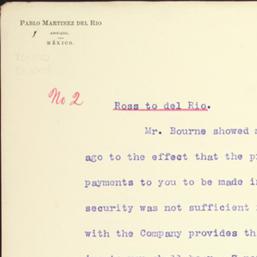 PABLO MARTINEZ DEL RIO
ABOGADO.
MÉXICO.
No 2
Ross to del Rio.
Mr. Bourne showed a
ago to the effect that the p
payments to you to be made i
security was not sufficient
with the Company provides th